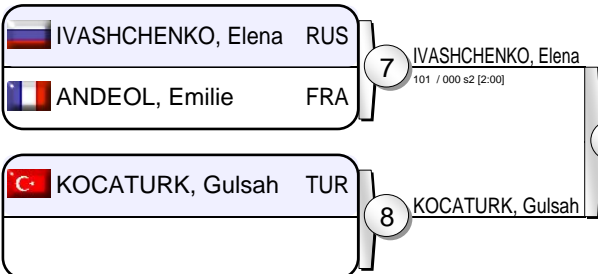 IVASHCHENKO, Elena RUS
ANDEOL, Emilie FRA
7
IVASHCHENKO, Elena
101 / 000 s2 [2:00]
KOCATURK, Gulsah TUR
8
KOCATURK, Gulsah